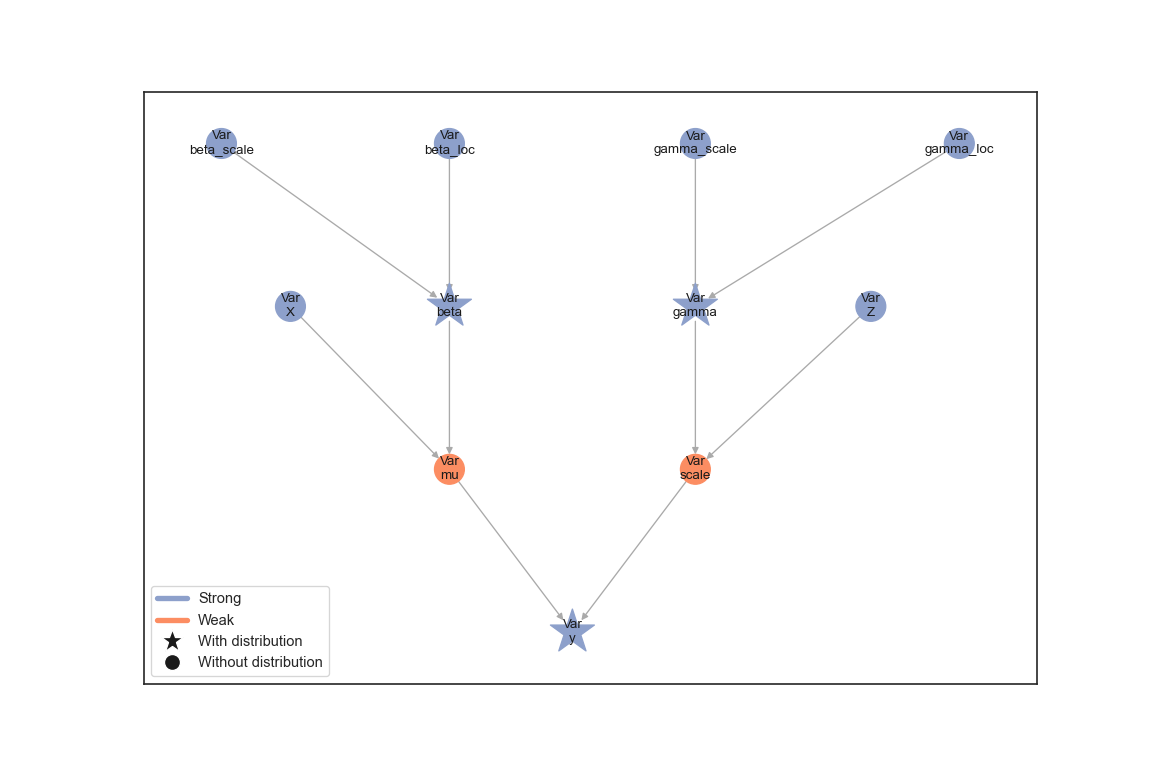 Var
beta_scale
Var
beta_loc
Var
gamma_scale
Var
gamma_loc
Var
X
Var
beta
Var
gamma
Var
Z
Var
mu
Var
scale
Var
y
Strong
Weak
With distribution
Without distribution